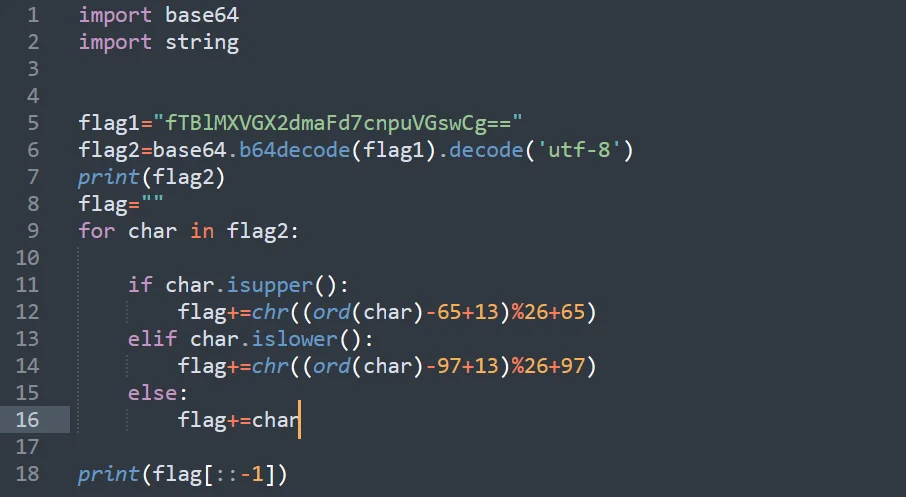 1 import base64
2 import string
3
4
5 flag1="fTBlMXVGX2dmaFd7cnpuVGswCg=="
6 flag2=base64.b64decode(flag1).decode('utf-8')
7 print(flag2)
8 flag=""
9 for char in flag2:
10
11 if char.isupper():
12 flag+=chr((ord(char)-65+13)%26+65)
13 elif char.islower():
14 flag+=chr((ord(char)-97+13)%26+97)
15 else:
16 flag+=char
17
18 print(flag[::-1])